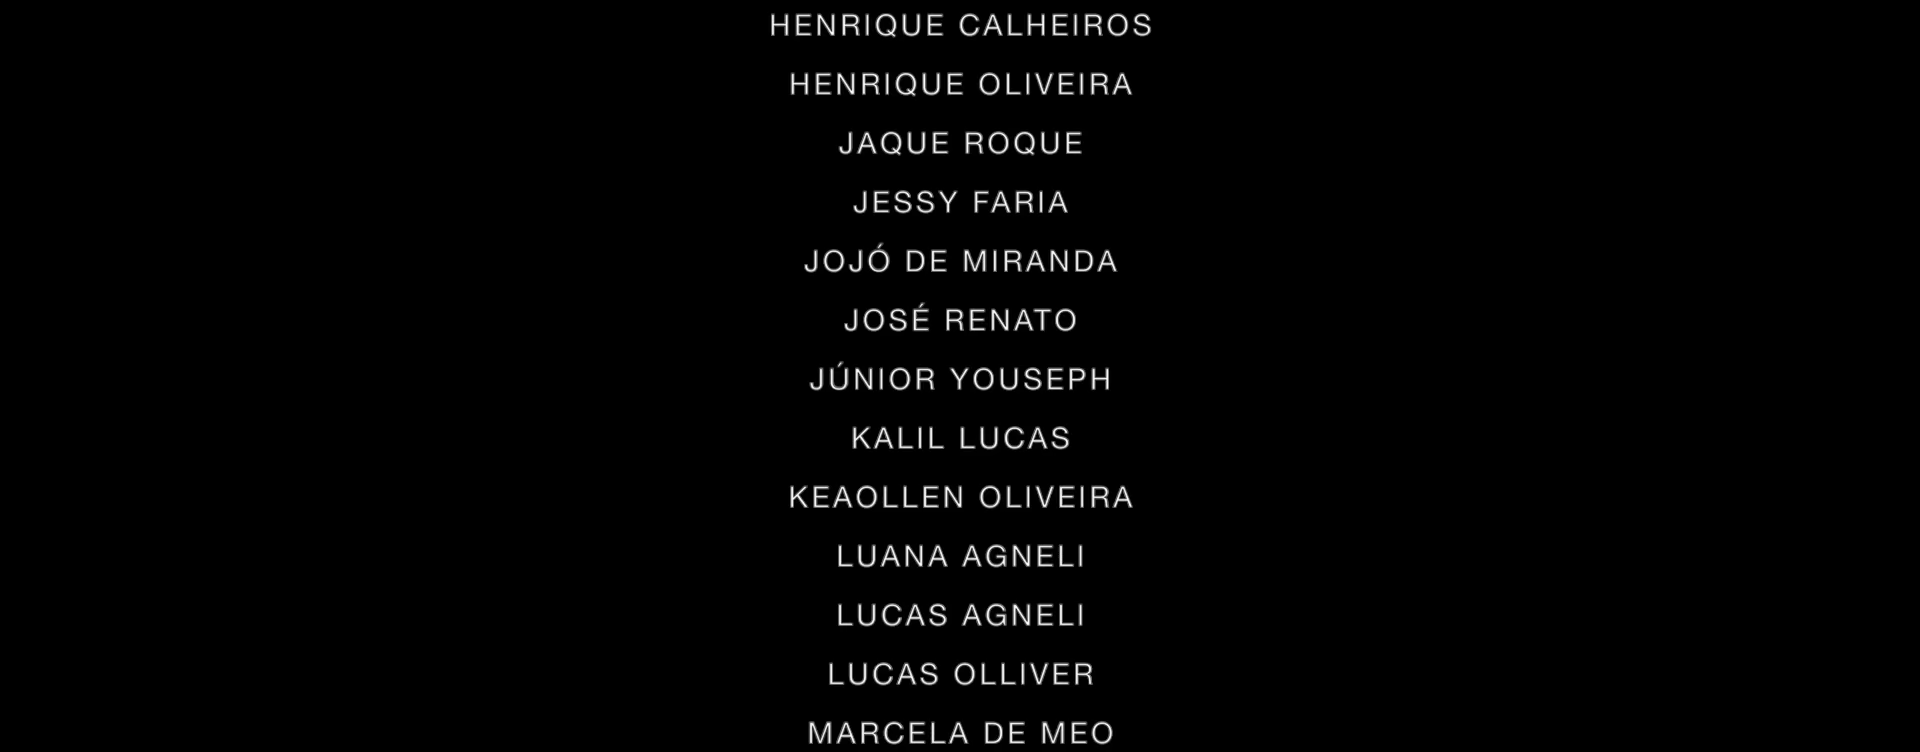 HENRIQUE CALHEIROS
HENRIQUE OLIVEIRA
JAQUE ROQUE
JESSY FARIA
JOJÓ DE MIRANDA
JOSÉ RENATO
JÚNIOR YOUSEPH
KALIL LUCAS
KEAOLLEN OLIVEIRA
LUANA AGNELI
LUCAS AGNELI
LUCAS OLLIVER
MARCELA DE MEO